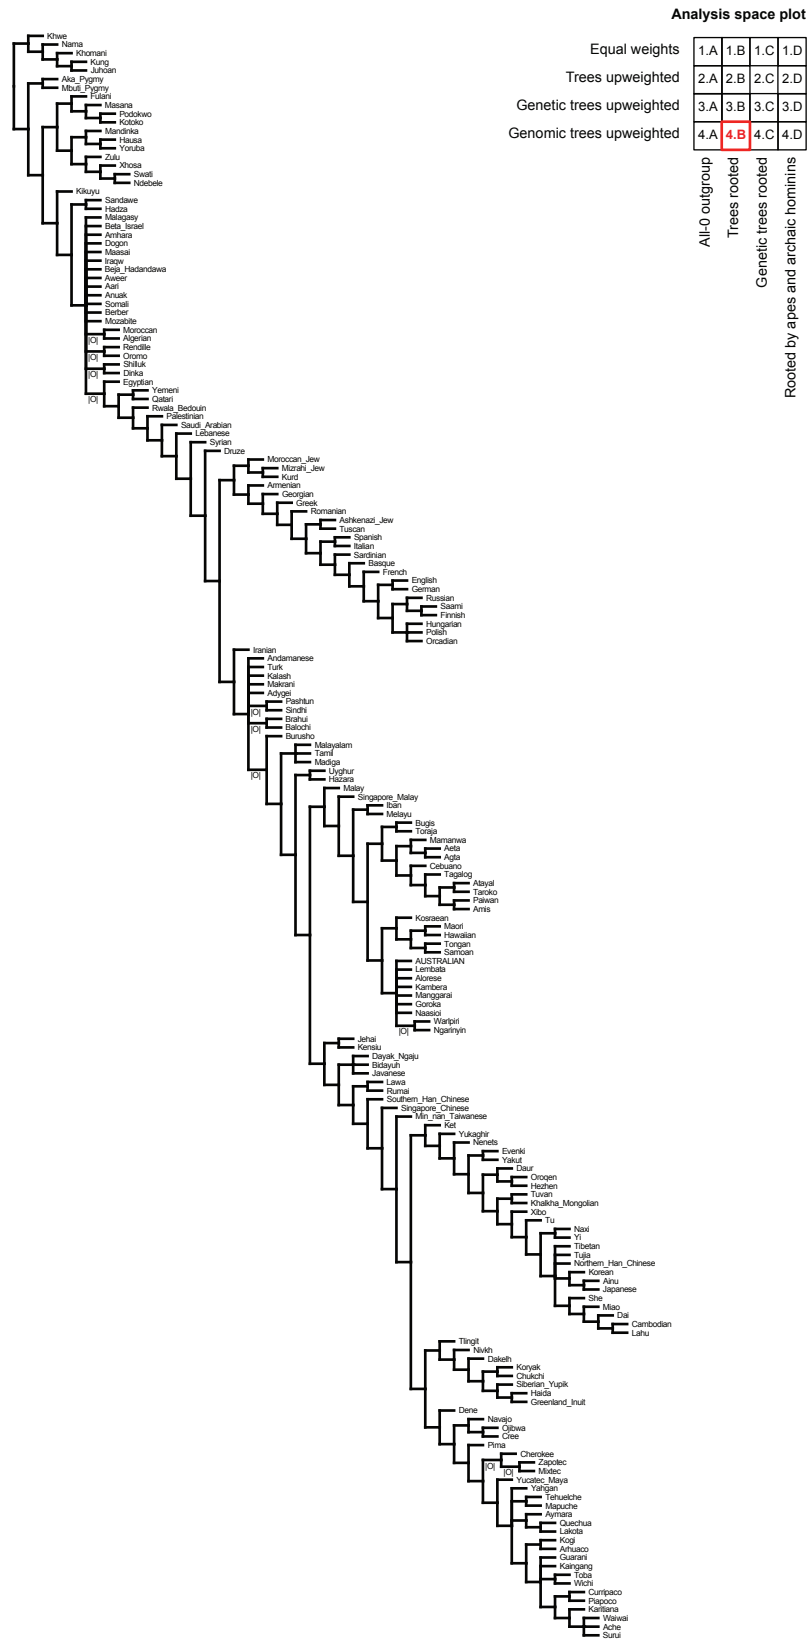 Analysis space plot
Equal weights 1.A 1.B 1.C 1.D
Trees upweighted 2.A 2.B 2.C 2.D
Genetic trees upweighted 3.A 3.B 3.C 3.D
Genomic trees upweighted 4.A 4.B 4.C 4.D
All-0 outgroup
Trees rooted
Genetic trees rooted
Rooted by apes and archaic hominins
Khwe
Nama
Khomani
Kung
Juhoan
Aka_Pygmy
Mbuti_Pygmy
Fulani
Masana
Podokwo
Kotoko
Mandinka
Hausa
Yoruba
Zulu
Xhosa
Swati
Ndebele
Kikuyu
Sandawe
Hadza
Malagasy
Beta_Israel
Amhara
Dogon
Maasai
Iraqw
Beja_Hadandawa
Aweer
Aari
Anuak
Somali
Berber
Mozabite
Moroccan
|O|
Algerian
Rendille
|O|
Oromo
Shilluk
|O|
Dinka
Egyptian
|O|
Yemeni
Qatari
Rwala_Bedouin
Palestinian
Saudi_Arabian
Lebanese
Syrian
Druze
Moroccan_Jew
Mizrahi_Jew
Kurd
Armenian
Georgian
Greek
Romanian
Ashkenazi_Jew
Tuscan
Spanish
Italian
Sardinian
Basque
French
English
German
Russian
Saami
Finnish
Hungarian
Polish
Orcadian
Iranian
Andamanese
Turk
Kalash
Makrani
Adygei
Pashtun
|O|
Sindhi
Brahui
|O|
Balochi
Burusho
|O|
Malayalam
Tamil
Madiga
Uyghur
Hazara
Malay
Singapore_Malay
Iban
Melayu
Bugis
Toraja
Mamanwa
Aeta
Agta
Cebuano
Tagalog
Atayal
Taroko
Paiwan
Amis
Kosraean
Maori
Hawaiian
Tongan
Samoan
AUSTRALIAN
Lembata
Alorese
Kambera
Manggarai
Goroka
Naasioi
Warlpiri
|O|
Ngarinyin
Jehai
Kensiu
Dayak_Ngaju
Bidayuh
Javanese
Lawa
Rumai
Southern_Han_Chinese
Singapore_Chinese
Min_nan_Taiwanese
Ket
Yukaghir
Nenets
Evenki
Yakut
Daur
Oroqen
Hezhen
Tuvan
Khalkha_Mongolian
Xibo
Tu
Naxi
Yi
Tibetan
Tujia
Northern_Han_Chinese
Korean
Ainu
Japanese
She
Miao
Dai
Cambodian
Lahu
Tlingit
Nivkh
Dakelh
Koryak
Chukchi
Siberian_Yupik
Haida
Greenland_Inuit
Dene
Navajo
Ojibwa
Cree
Pima
Cherokee
|O|
Zapotec
|O|
Mixtec
Yucatec_Maya
Yahgan
Tehuelche
Mapuche
Aymara
Quechua
Lakota
Kogi
Arhuaco
Guarani
Kaingang
Toba
Wichi
Curripaco
Piapoco
Karitiana
Waiwai
Ache
Surui